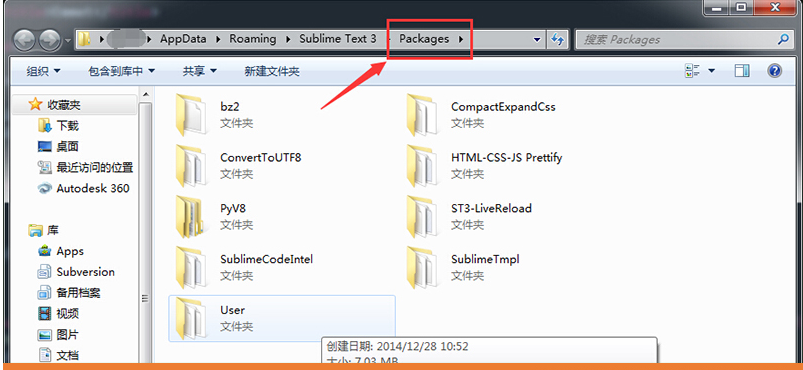 AppData Roaming Sublime Text 3 Packages 搜索 Packages
组织 包含到库中 共享 新建文件夹
收藏夹
下载
桌面
最近访问的位置
Autodesk 360
库
Apps
Subversion
备用档案
视频
图片
文档
bz2
文件夹
CompactExpandCss
文件夹
ConvertToUTF8
文件夹
HTML-CSS-JS Prettify
文件夹
PyV8
文件夹
ST3-LiveReload
文件夹
SublimeCodeIntel
文件夹
SublimeTmpl
文件夹
User
文件夹
创建日期: 2014/12/28 10:52
大小: 7.03 MB